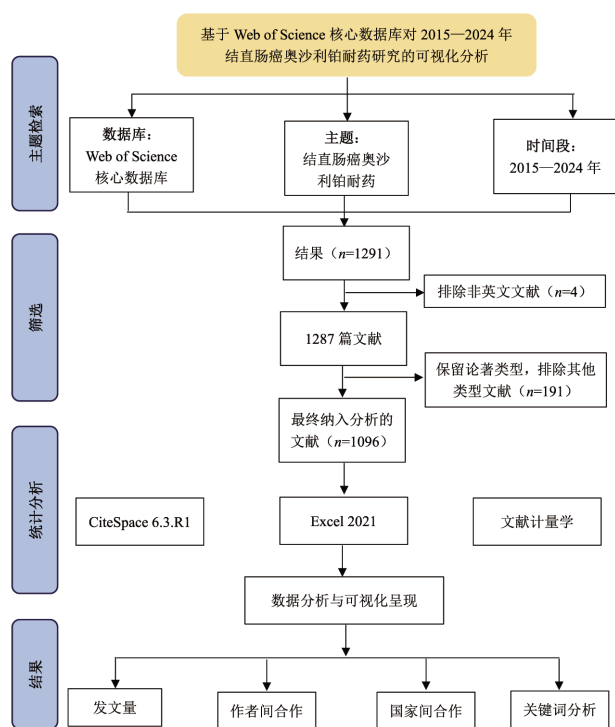 基于 Web of Science 核心数据库对 2015—2024 年
结直肠癌奥沙利铂耐药研究的可视化分析
主题检索
数据库：
Web of Science
核心数据库
主题：
结直肠癌奥沙
利铂耐药
时间段：
2015—2024 年
筛选
结果（n=1291）
排除非英文文献（n=4）
1287 篇文献
保留论著类型，排除其他
类型文献（n=191）
最终纳入分析的
文献（n=1096）
统计分析
CiteSpace 6.3.R1
Excel 2021
文献计量学
数据分析与可视化呈现
结果
发文量
作者间合作
国家间合作
关键词分析